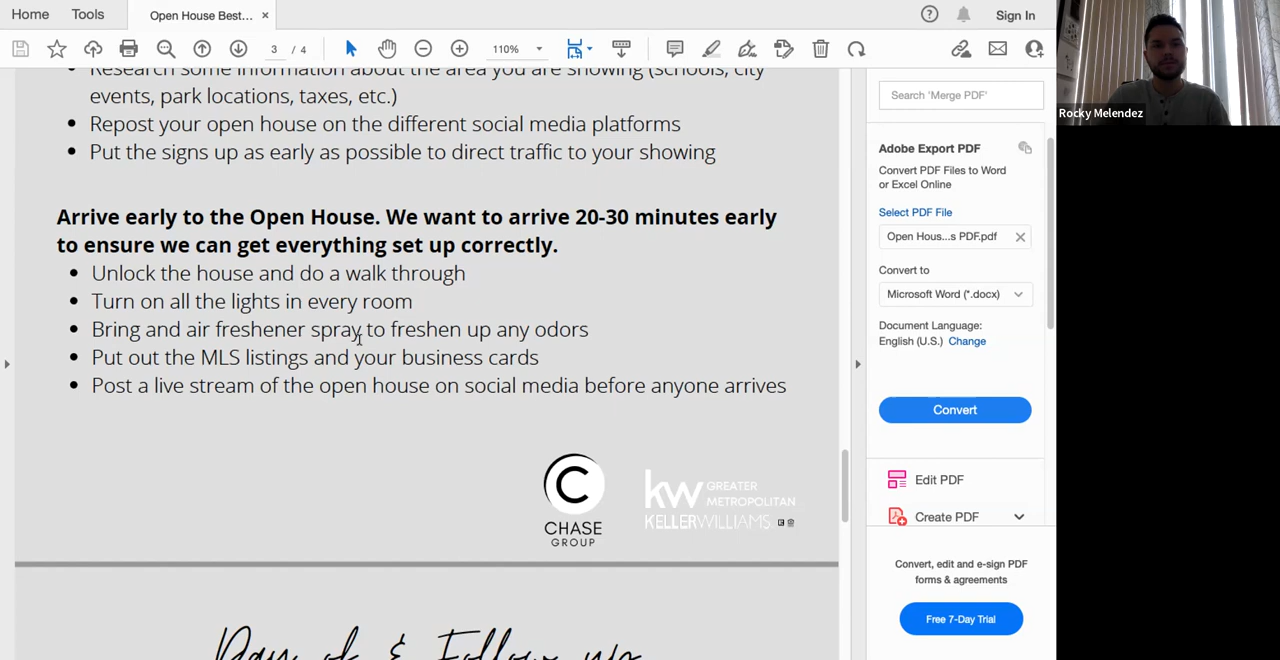 Home Tools Open House Best... × Sign In
3 / 4 110%
Rocky Melendez
Research some information about the area you are showing (schools, city
events, park locations, taxes, etc.)
Repost your open house on the different social media platforms
Put the signs up as early as possible to direct traffic to your showing
Arrive early to the Open House. We want to arrive 20-30 minutes early
to ensure we can get everything set up correctly.
Unlock the house and do a walk through
Turn on all the lights in every room
Bring and air freshener spray to freshen up any odors
Put out the MLS listings and your business cards
Post a live stream of the open house on social media before anyone arrives
C
CHASE
GROUP
kw GREATER
METROPOLITAN
KELLERWILLIAMS
Day of & Follow up
Search 'Merge PDF'
Adobe Export PDF
Convert PDF Files to Word
or Excel Online
Select PDF File
Open Hous...s PDF.pdf
Convert to
Microsoft Word (*.docx)
Document Language:
English (U.S.) Change
Convert
Edit PDF
Create PDF
Convert, edit and e-sign PDF
forms & agreements
Free 7-Day Trial